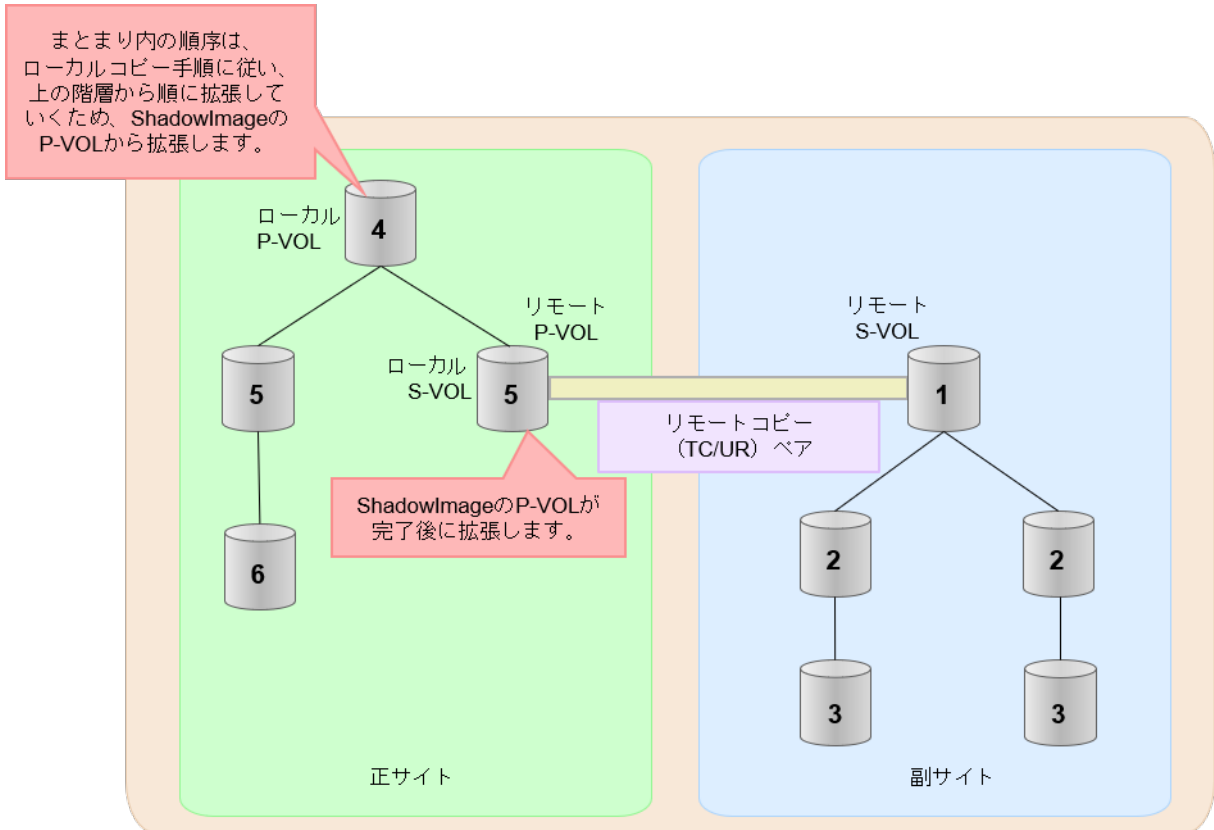 まとまり内の順序は、
ローカルコピー手順に従い、
上の階層から順に拡張して
いくため、ShadowImageの
P-VOLから拡張します。
ローカル
P-VOL
4
リモート
P-VOL
リモート
S-VOL
ローカル
S-VOL
5
5
1
リモートコピー
（TC/UR）ペア
ShadowImageのP-VOLが
完了後に拡張します。
6
2
2
3
3
正サイト
副サイト